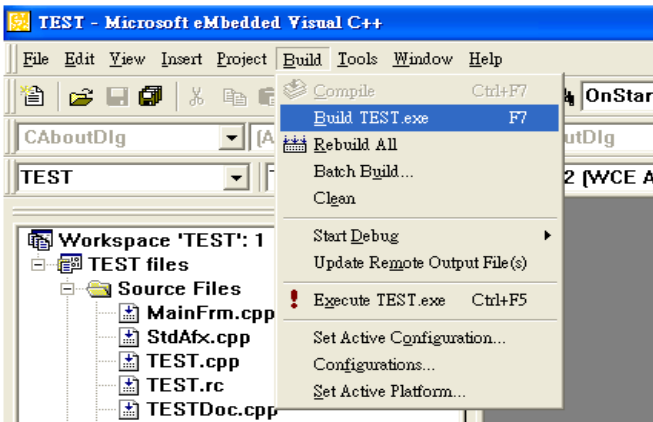 TEST - Microsoft eMbedded Visual C++
File Edit View Insert Project Build Tools Window Help
Compile Ctrl+F7
OnStar
Build TEST.exe F7
CAboutDlg (A utDlg
Rebuild All
Batch Build...
TEST 2 (WCE A
Clean
Workspace 'TEST': 1
Start Debug
TEST files
Update Remote Output File(s)
Source Files
Execute TEST.exe Ctrl+F5
MainFrm.cpp
StdAfx.cpp
Set Active Configuration...
TEST.cpp
Configurations...
TEST.rc
Set Active Platform...
TESTDoc.cpp